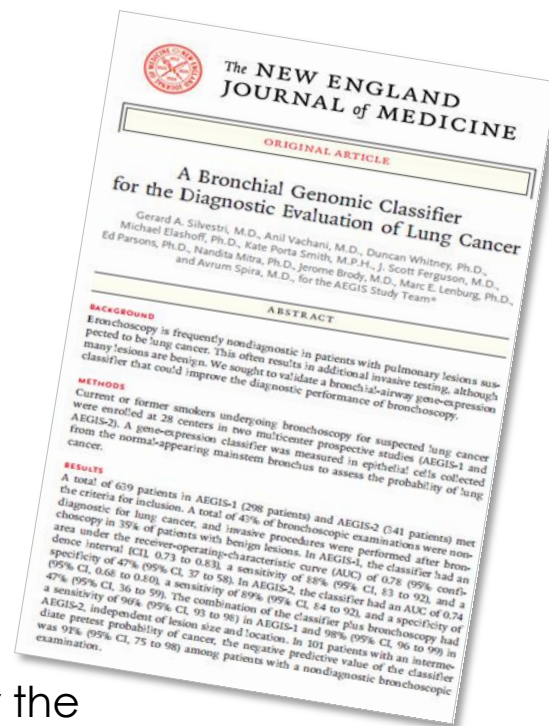 The NEW ENGLAND
JOURNAL of MEDICINE
ORIGINAL ARTICLE
A Bronchial Genomic Classifier
for the Diagnostic Evaluation of Lung Cancer
Gerard A. Silvestri, M.D., Anil Vachani, M.D., Duncan Whitney, Ph.D.,
Michael Elashoff, Ph.D., Kate Porta Smith, M.P.H., J. Scott Ferguson, M.D.,
Ed Parsons, Ph.D., Nandita Mitra, Ph.D., Jerome Brody, M.D., Marc E. Lenburg, Ph.D.,
and Avrum Spira, M.D., for the AEGIS Study Team*
ABSTRACT
BACKGROUND
Bronchoscopy is frequently nondiagnostic in patients with pulmonary lesions sus-
pected to be lung cancer. This often results in additional invasive testing, although
many lesions are benign. We sought to validate a bronchial-airway gene-expression
classifier that could improve the diagnostic performance of bronchoscopy.
METHODS
Current or former smokers undergoing bronchoscopy for suspected lung cancer
were enrolled at 28 centers in two multicenter prospective studies (AEGIS-1 and
AEGIS-2). A gene-expression classifier was measured in epithelial cells collected
from the normal-appearing mainstem bronchus to assess the probability of lung
cancer.
RESULTS
A total of 639 patients in AEGIS-1 (298 patients) and AEGIS-2 (341 patients) met
the criteria for inclusion. A total of 43% of bronchoscopic examinations were non-
diagnostic for lung cancer, and invasive procedures were performed after bron-
choscopy in 35% of patients with benign lesions. In AEGIS-1, the classifier had an
area under the receiver-operating-characteristic curve (AUC) of 0.78 (95% confi-
dence interval [CI], 0.73 to 0.83), a sensitivity of 88% (95% CI, 83 to 92), and a
specificity of 47% (95% CI, 37 to 58). In AEGIS-2, the classifier had an AUC of 0.74
(95% CI, 0.68 to 0.80), a sensitivity of 89% (95% CI, 84 to 92), and a specificity of
47% (95% CI, 36 to 59). The combination of the classifier plus bronchoscopy had
a sensitivity of 96% (95% CI, 93 to 98) in AEGIS-1 and 98% (95% CI, 96 to 99) in
AEGIS-2, independent of lesion size and location. In 101 patients with an interme-
diate pretest probability of cancer, the negative predictive value of the classifier
was 91% (95% CI, 75 to 98) among patients with a nondiagnostic bronchoscopic
examination.
the